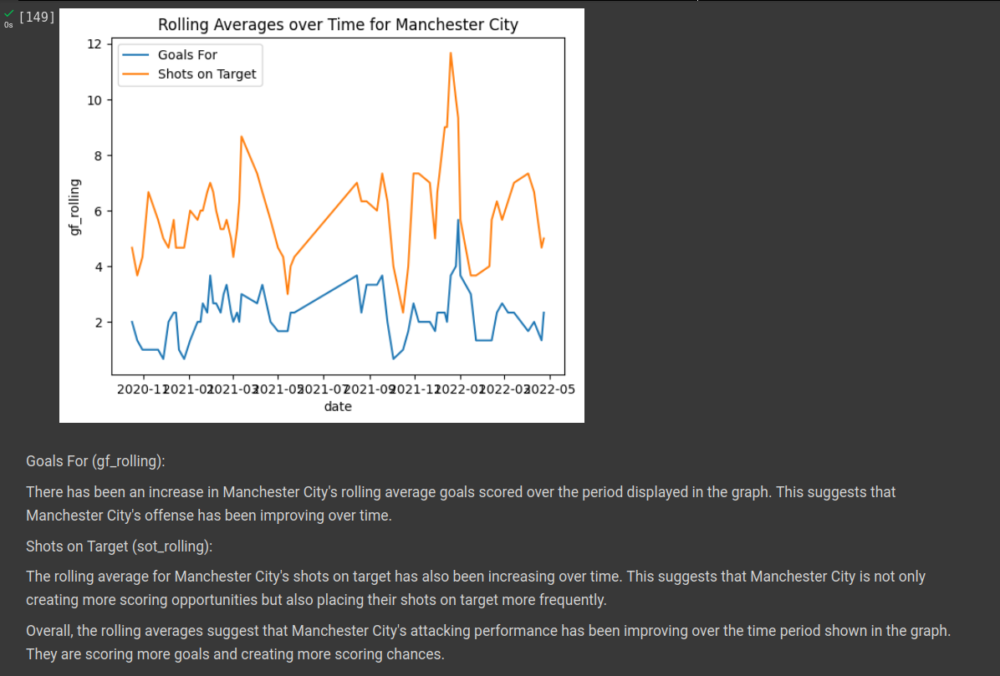 [149]
0s
Rolling Averages over Time for Manchester City
Goals For
Shots on Target
12
10
8
6
4
2
gf_rolling
2020-11 2021-01 2021-03 2021-05 2021-07 2021-09 2021-11 2022-01 2022-03 2022-05
date
Goals For (gf_rolling):
There has been an increase in Manchester City's rolling average goals scored over the period displayed in the graph. This suggests that
Manchester City's offense has been improving over time.
Shots on Target (sot_rolling):
The rolling average for Manchester City's shots on target has also been increasing over time. This suggests that Manchester City is not only
creating more scoring opportunities but also placing their shots on target more frequently.
Overall, the rolling averages suggest that Manchester City's attacking performance has been improving over the time period shown in the graph.
They are scoring more goals and creating more scoring chances.